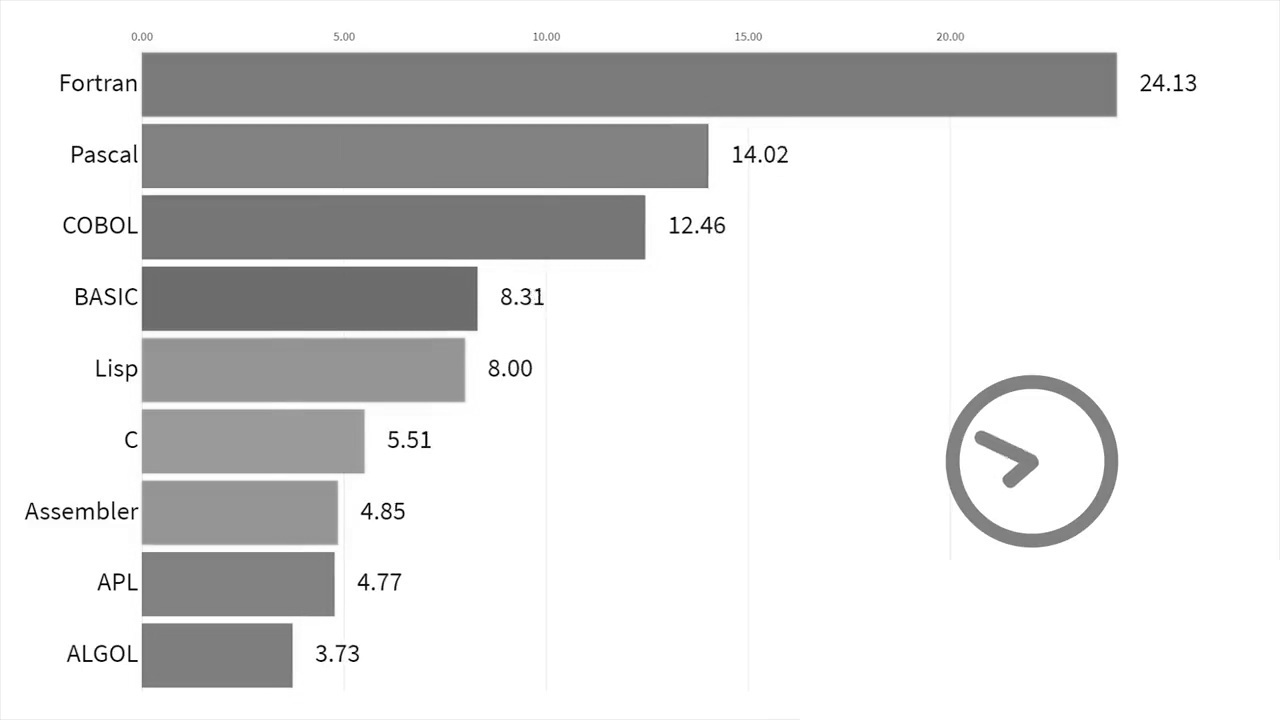 0.00 5.00 10.00 15.00 20.00
Fortran 24.13
Pascal 14.02
COBOL 12.46
BASIC 8.31
Lisp 8.00
C 5.51
Assembler 4.85
APL 4.77
ALGOL 3.73